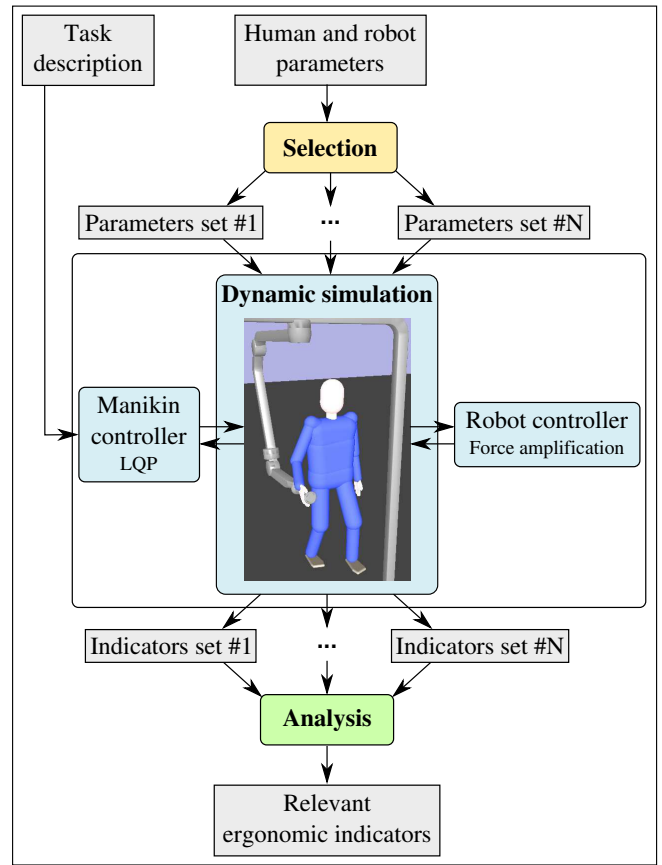 Task
description
Human and robot
parameters
Selection
Parameters set #1
...
Parameters set #N
Dynamic simulation
Manikin
controller
LQP
Robot controller
Force amplification
Indicators set #1
...
Indicators set #N
Analysis
Relevant
ergonomic indicators